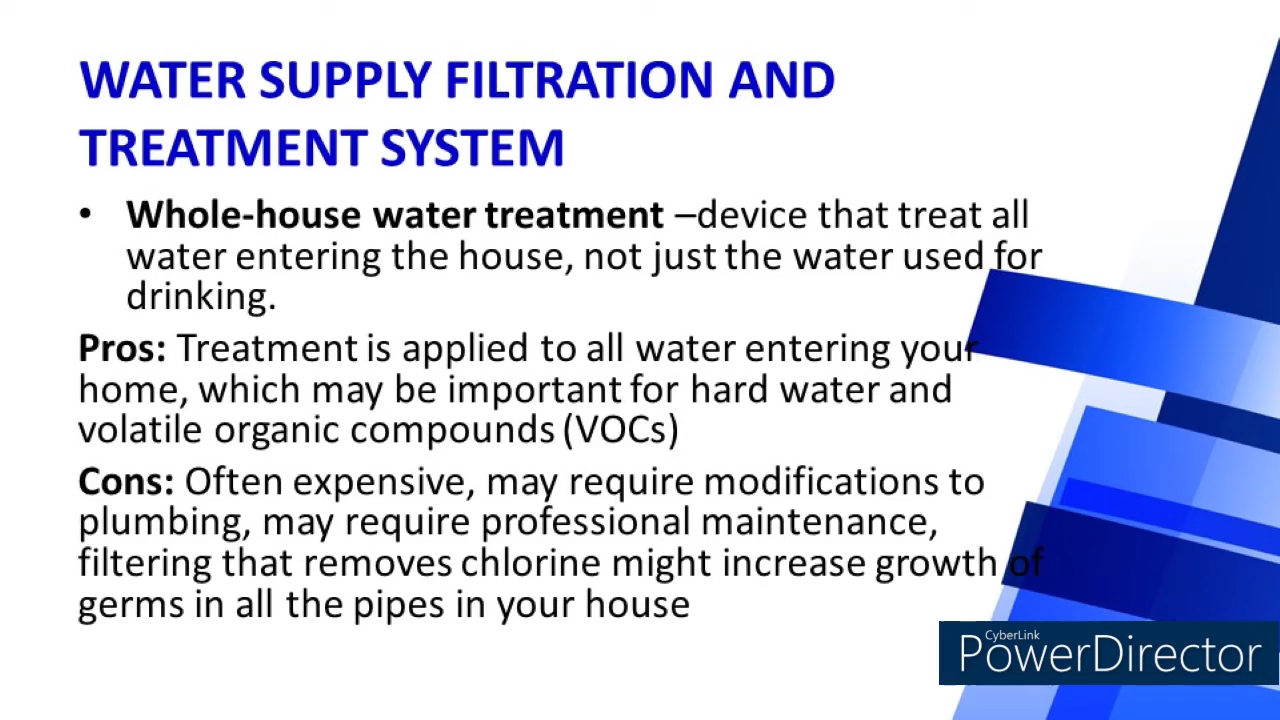 WATER SUPPLY FILTRATION AND
TREATMENT SYSTEM
• Whole-house water treatment –device that treat all
water entering the house, not just the water used for
drinking.
Pros: Treatment is applied to all water entering your
home, which may be important for hard water and
volatile organic compounds (VOCs)
Cons: Often expensive, may require modifications to
plumbing, may require professional maintenance,
filtering that removes chlorine might increase growth of
germs in all the pipes in your house
CyberLink
PowerDirector